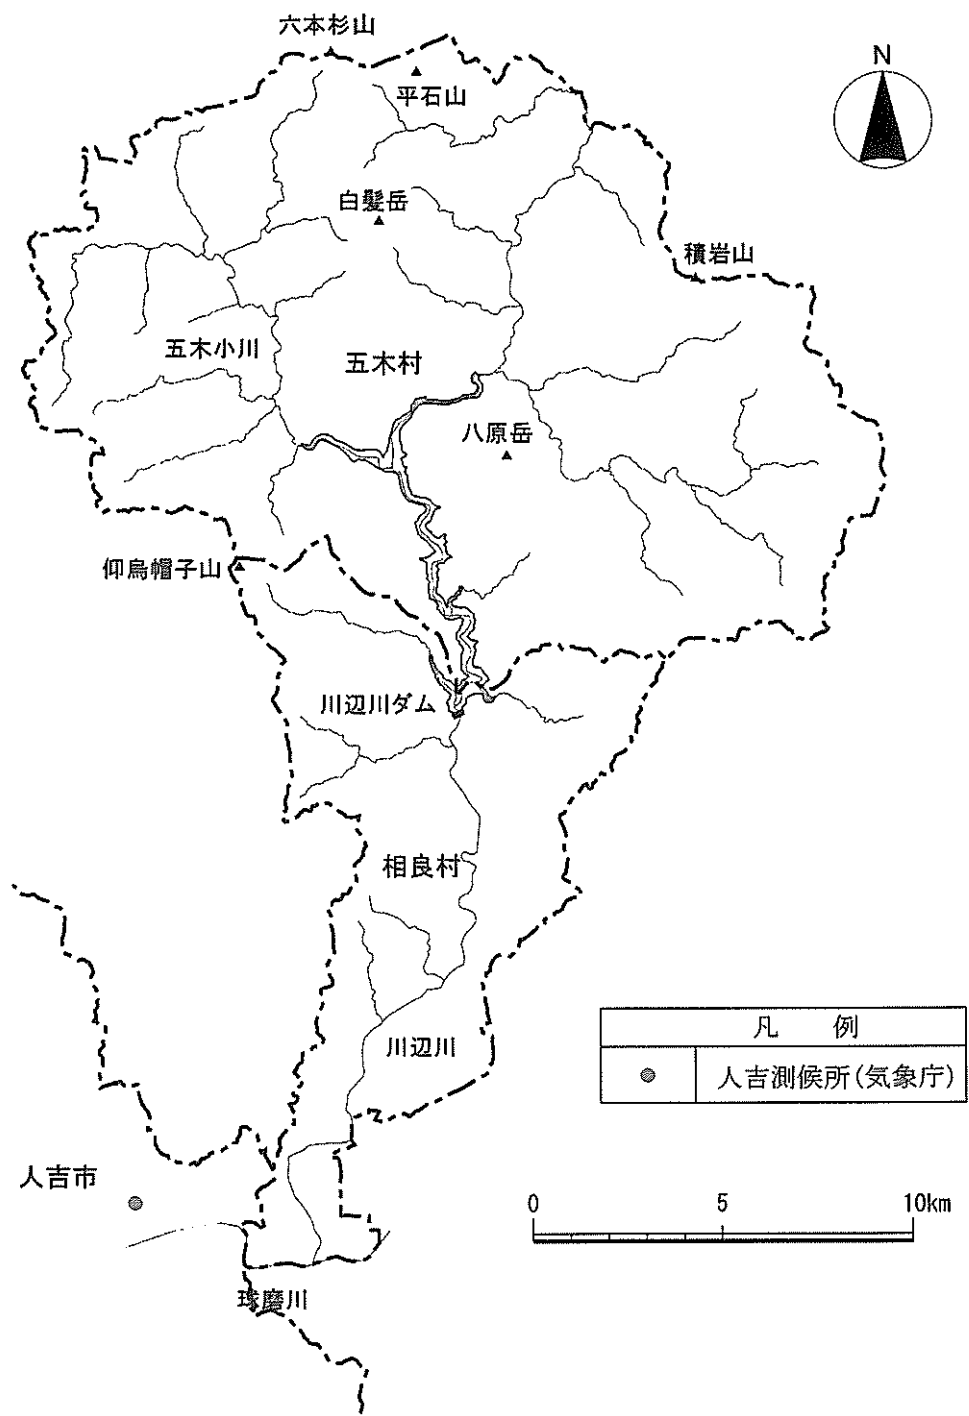 六本杉山
N
平石山
白髪岳
積岩山
五木小川
五木村
八原岳
仰烏帽子山
川辺川ダム
相良村
川辺川
凡 例
人吉測候所(気象庁)
人吉市
0 5 10km
球磨川